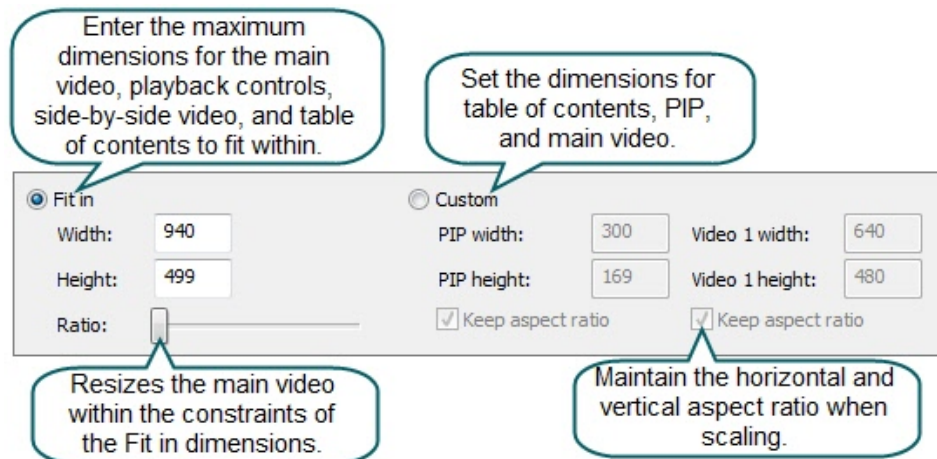 Enter the maximum
dimensions for the main
video, playback controls,
side-by-side video, and table
of contents to fit within.
Set the dimensions for
table of contents, PIP,
and main video.
Fit in
Width: 940
Height: 499
Ratio:
Custom
PIP width: 300 Video 1 width: 640
PIP height: 169 Video 1 height: 480
Keep aspect ratio Keep aspect ratio
Resizes the main video
within the constraints of
the Fit in dimensions.
Maintain the horizontal and
vertical aspect ratio when
scaling.